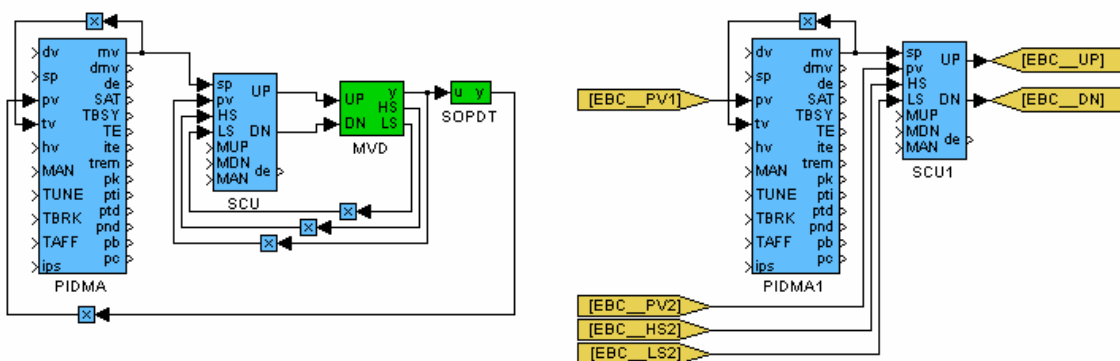 dv mv
sp dmv
de
pv SAT
TBSY
tv TE
hv ite
trem
MAN pk
TUNE pti
ptd
TBRK pnd
TAFF pb
pc
ips
PIDMA
sp
pv UP
HS
LS DN
MUP
MDN de
MAN
SCU
UP y
HS
DN LS
MVD
u y
SOPDT
[EBC__PV1]
dv mv
sp dmv
de
pv SAT
TBSY
tv TE
hv ite
trem
MAN pk
TUNE pti
ptd
TBRK pnd
TAFF pb
pc
ips
PIDMA1
sp
pv UP
HS
LS DN
MUP
MDN de
MAN
SCU1
[EBC__UP]
[EBC__DN]
[EBC__PV2]
[EBC__HS2]
[EBC__LS2]